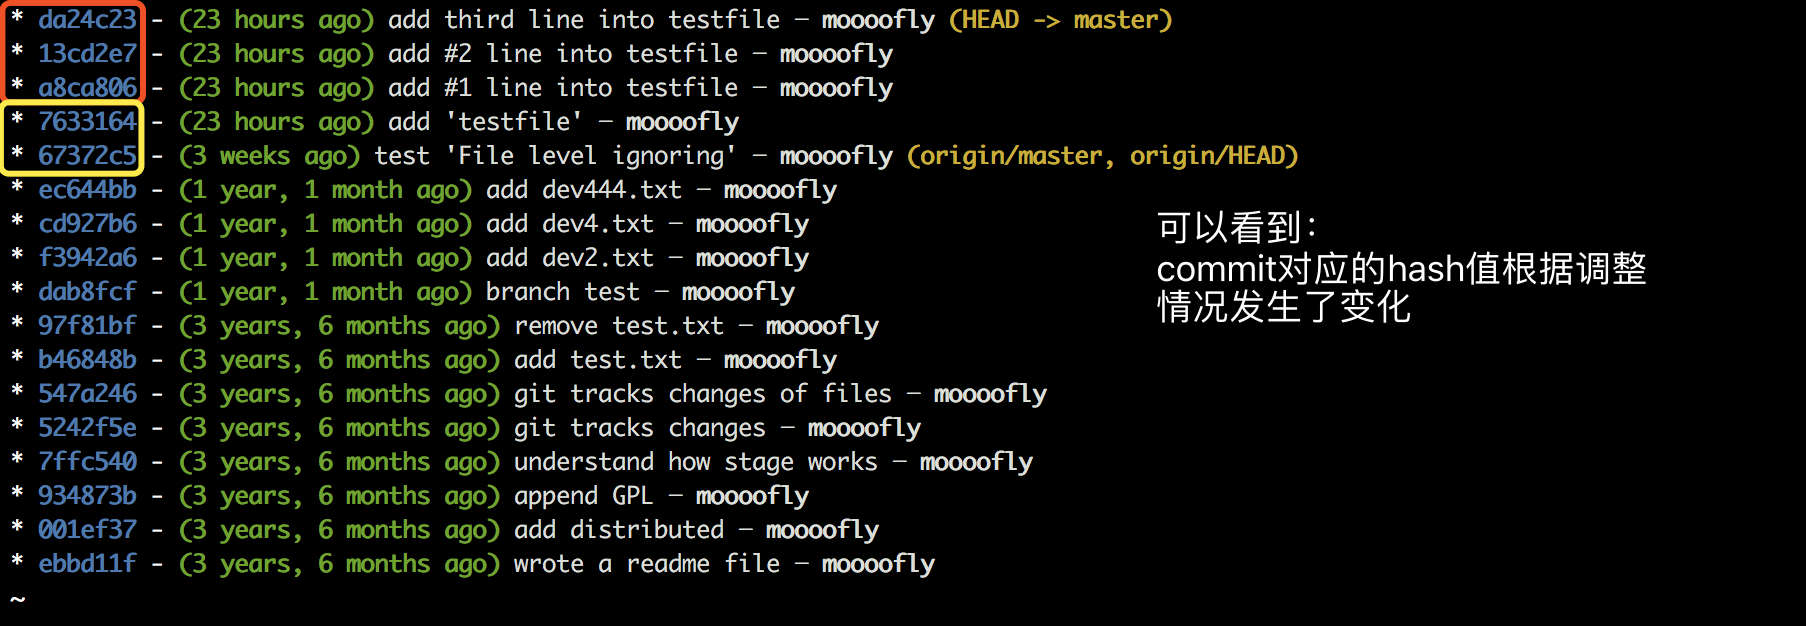 * da24c23 - (23 hours ago) add third line into testfile — moooofly (HEAD -> master)
* 13cd2e7 - (23 hours ago) add #2 line into testfile — moooofly
* a8ca806 - (23 hours ago) add #1 line into testfile — moooofly
* 7633164 - (23 hours ago) add 'testfile' — moooofly
* 67372c5 - (3 weeks ago) test 'File level ignoring' — moooofly (origin/master, origin/HEAD)
* ec644bb - (1 year, 1 month ago) add dev444.txt — moooofly
* cd927b6 - (1 year, 1 month ago) add dev4.txt — moooofly
* f3942a6 - (1 year, 1 month ago) add dev2.txt — moooofly
* dab8fcf - (1 year, 1 month ago) branch test — moooofly
* 97f81bf - (3 years, 6 months ago) remove test.txt — moooofly
* b46848b - (3 years, 6 months ago) add test.txt — moooofly
* 547a246 - (3 years, 6 months ago) git tracks changes of files — moooofly
* 5242f5e - (3 years, 6 months ago) git tracks changes — moooofly
* 7ffc540 - (3 years, 6 months ago) understand how stage works — moooofly
* 934873b - (3 years, 6 months ago) append GPL — moooofly
* 001ef37 - (3 years, 6 months ago) add distributed — moooofly
* ebbd11f - (3 years, 6 months ago) wrote a readme file — moooofly
~
可以看到：
commit对应的hash值根据调整
情况发生了变化